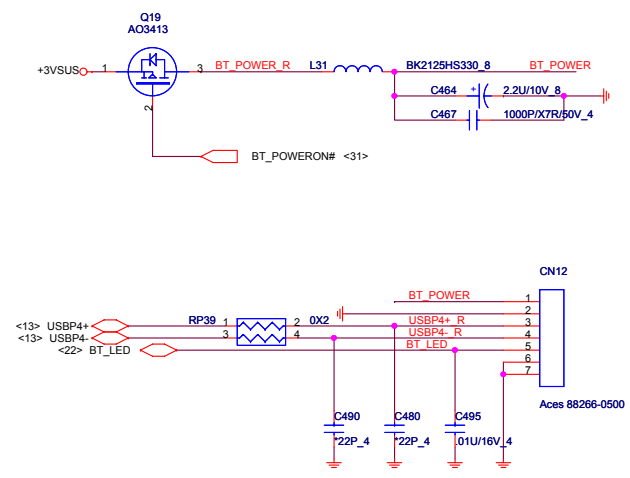 Q19
AO3413
+3VSUS 1 3 BT_POWER_R L31 BK2125HS330_8 BT_POWER
2
C464 + 2.2U/10V_8
C467 1000P/X7R/50V_4
BT_POWERON# <31>
CN12
BT_POWER 1
2
<13> USBP4+ RP39 1 2 0X2 USBP4+_R 3
<13> USBP4- 3 4 USBP4-_R 4
<22> BT_LED BT_LED 5
6
7
Aces 88266-0500
C490 C480 C495
*22P_4 *22P_4 .01U/16V_4